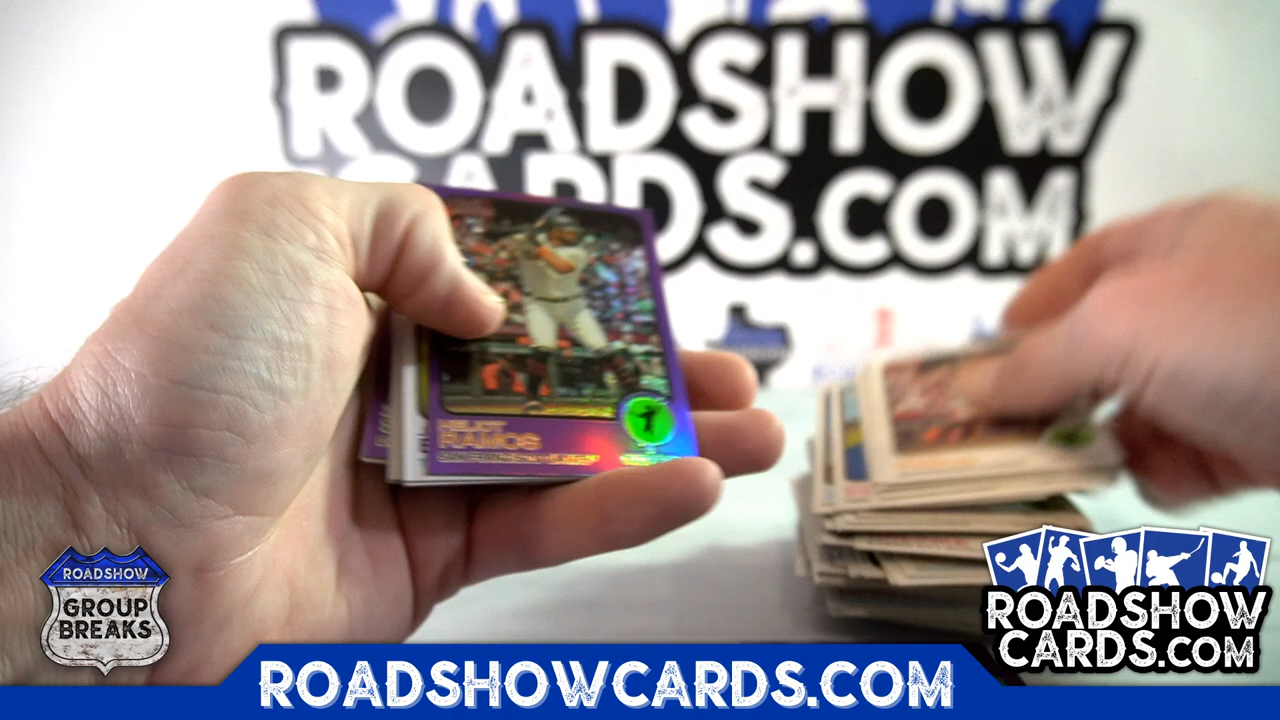 ROADSHOW
CARDS.COM
HELIOT
RAMOS
ROADSHOW
GROUP
BREAKS
ROADSHOW
CARDS.COM
ROADSHOWCARDS.COM